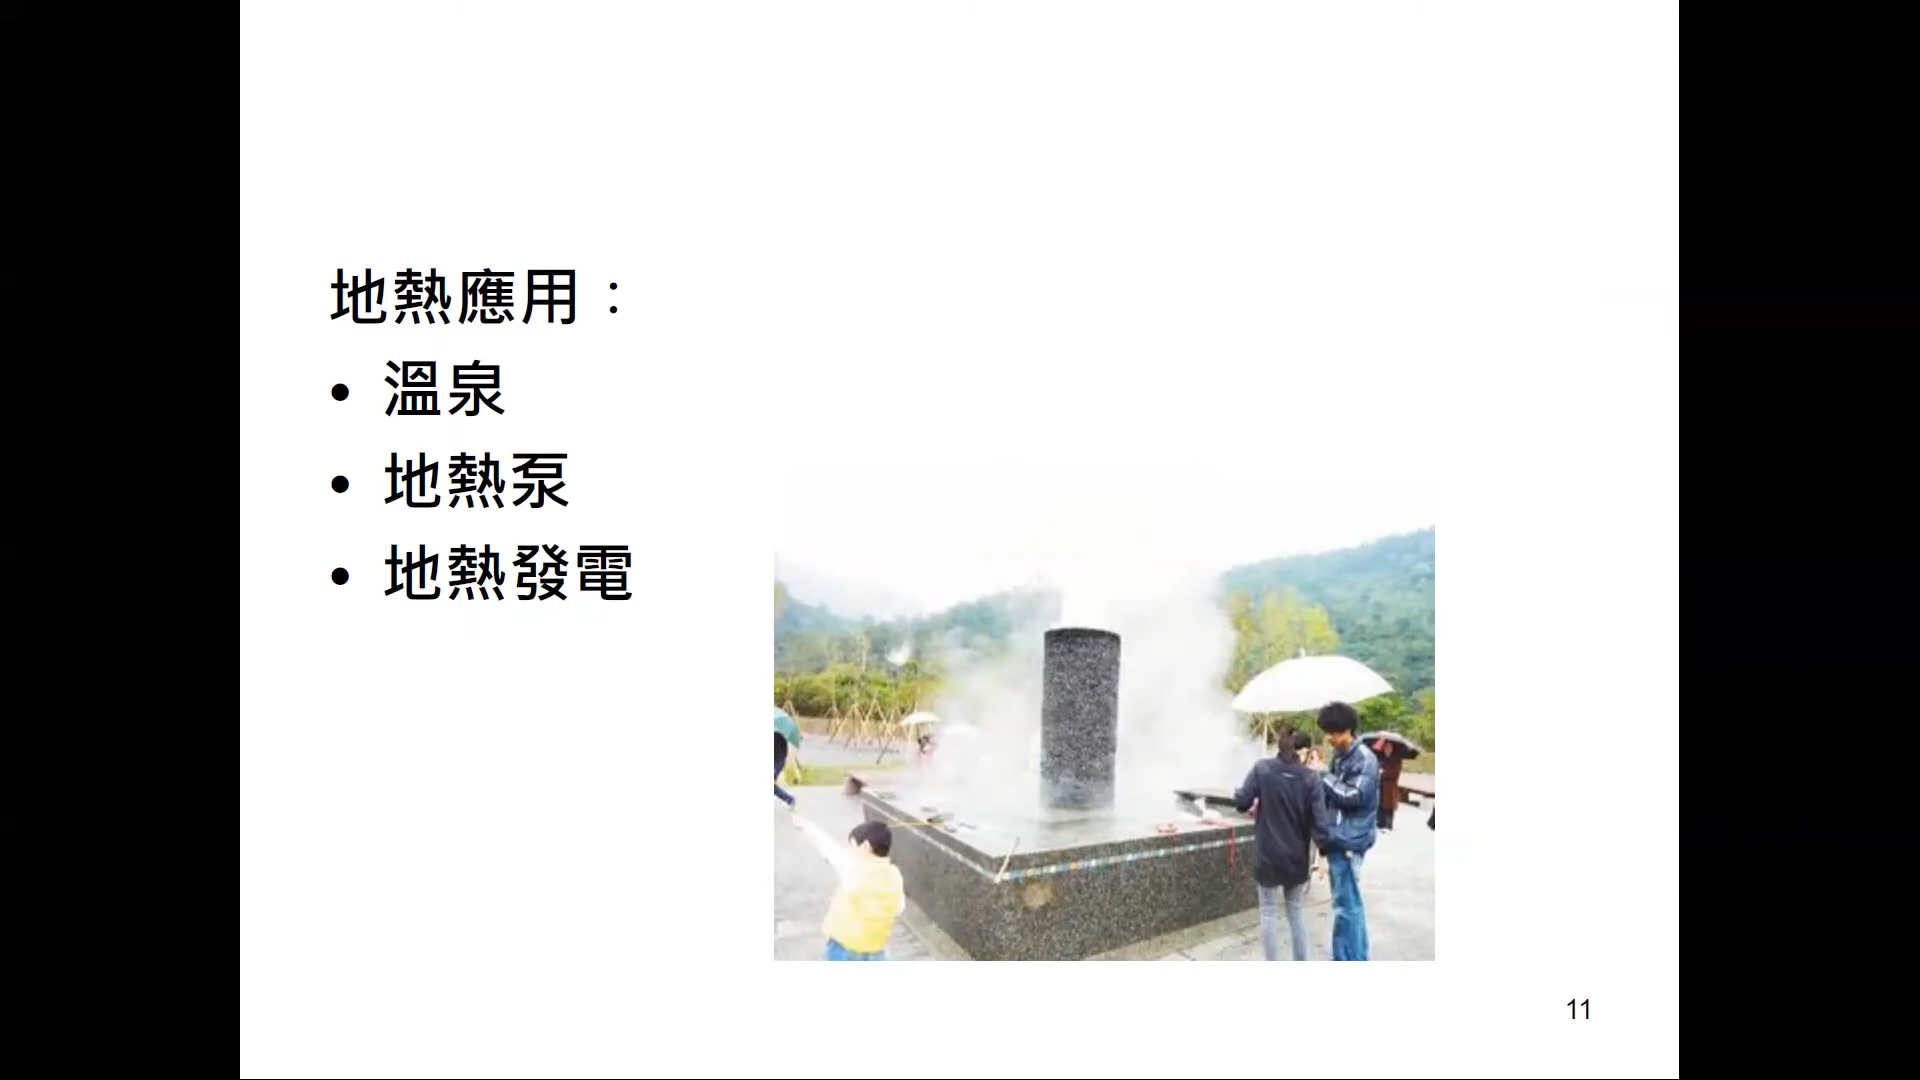 地熱應用：
• 溫泉
• 地熱泵
• 地熱發電
11